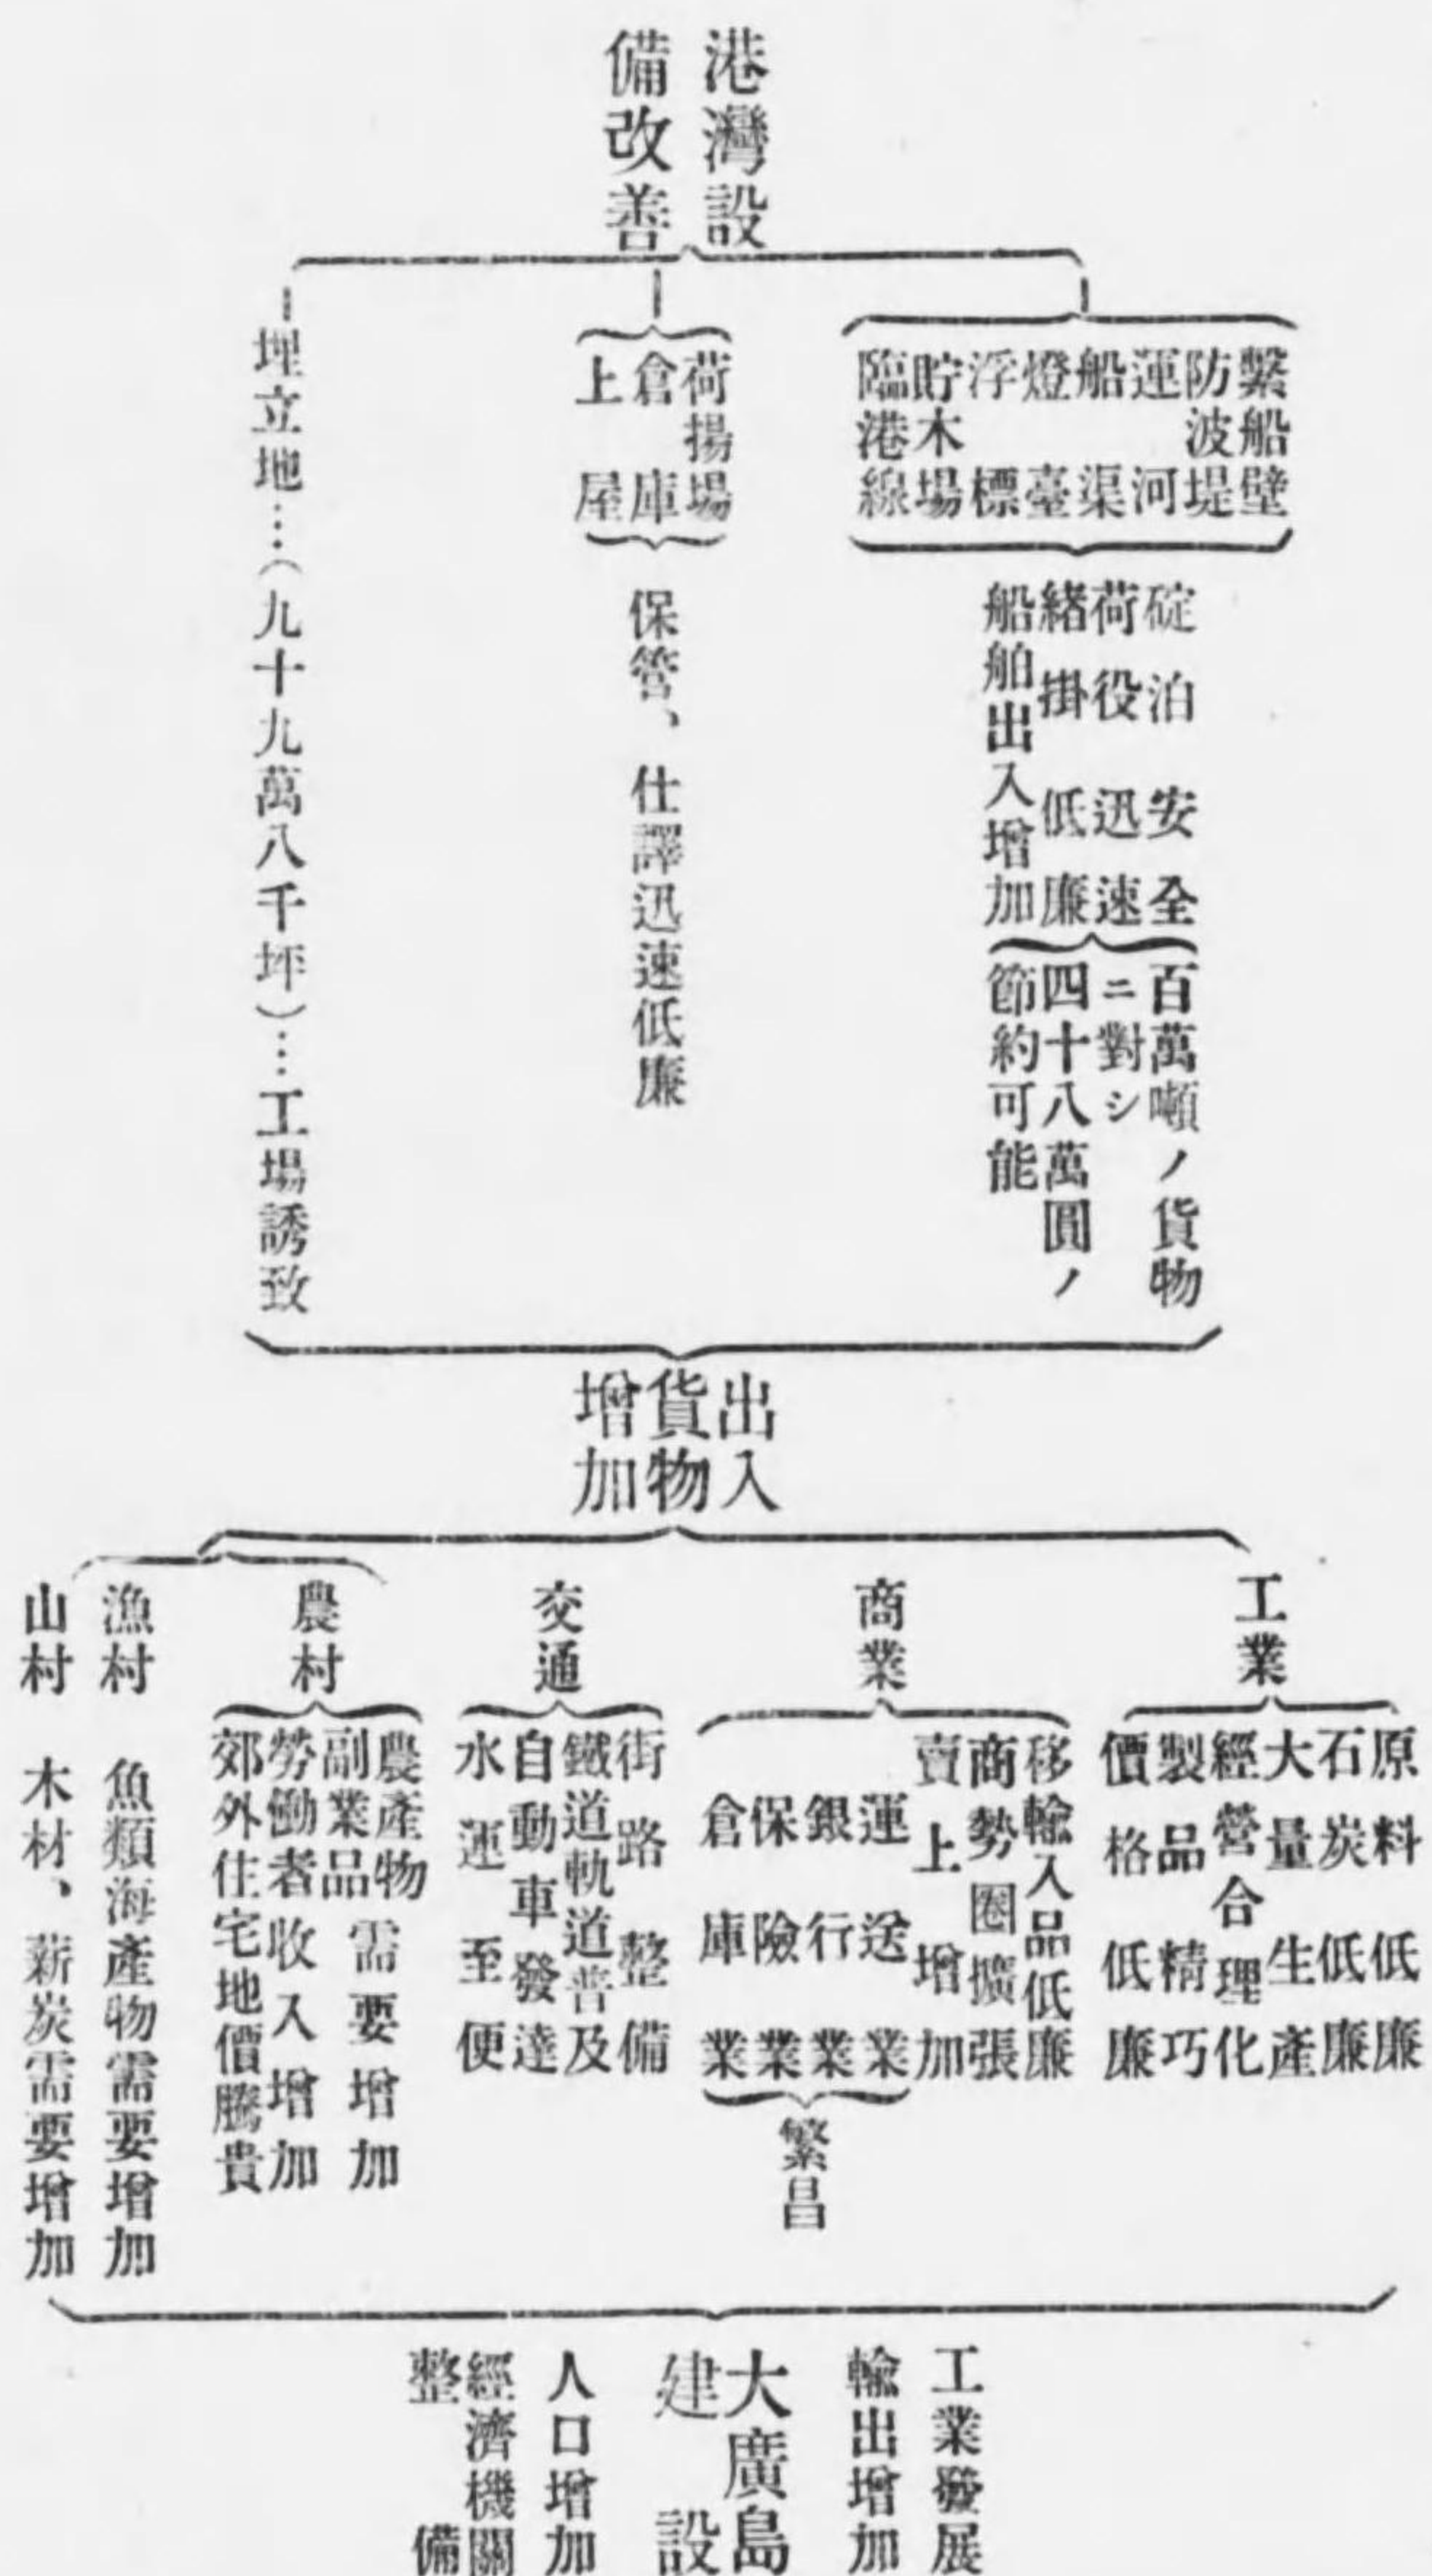 港灣設
備改善
繫船壁
防波堤
運河
船渠
燈臺
浮標
貯木場
臨港線
碇泊安全
荷役迅速
緒掛低廉
船舶出入增加
百萬噸ノ貨物
ニ對シ
四十八萬圓ノ
節約可能
荷揚場
倉庫
上屋
保管、仕譯迅速低廉
埋立地…(九十九萬八千坪)…工場誘致
出入
貨物
增加
工業
原料低廉
石炭低廉
大量生產
經營合理化
製品精巧
價格低廉
商業
移輸入品低廉
商勢圈擴張
賣上增加
運送業
銀行業
保險業
倉庫業
繁昌
交通
街路整備
鐵道軌道普及
自動車發達
水運至便
農村
農產物
副業品
需要增加
勞働者收入增加
郊外住宅地價騰貴
漁村 魚類海產物需要增加
山村 木材、薪炭需要增加
工業發展
輸出增加
大廣島
建設
人口增加
經濟機關
整備